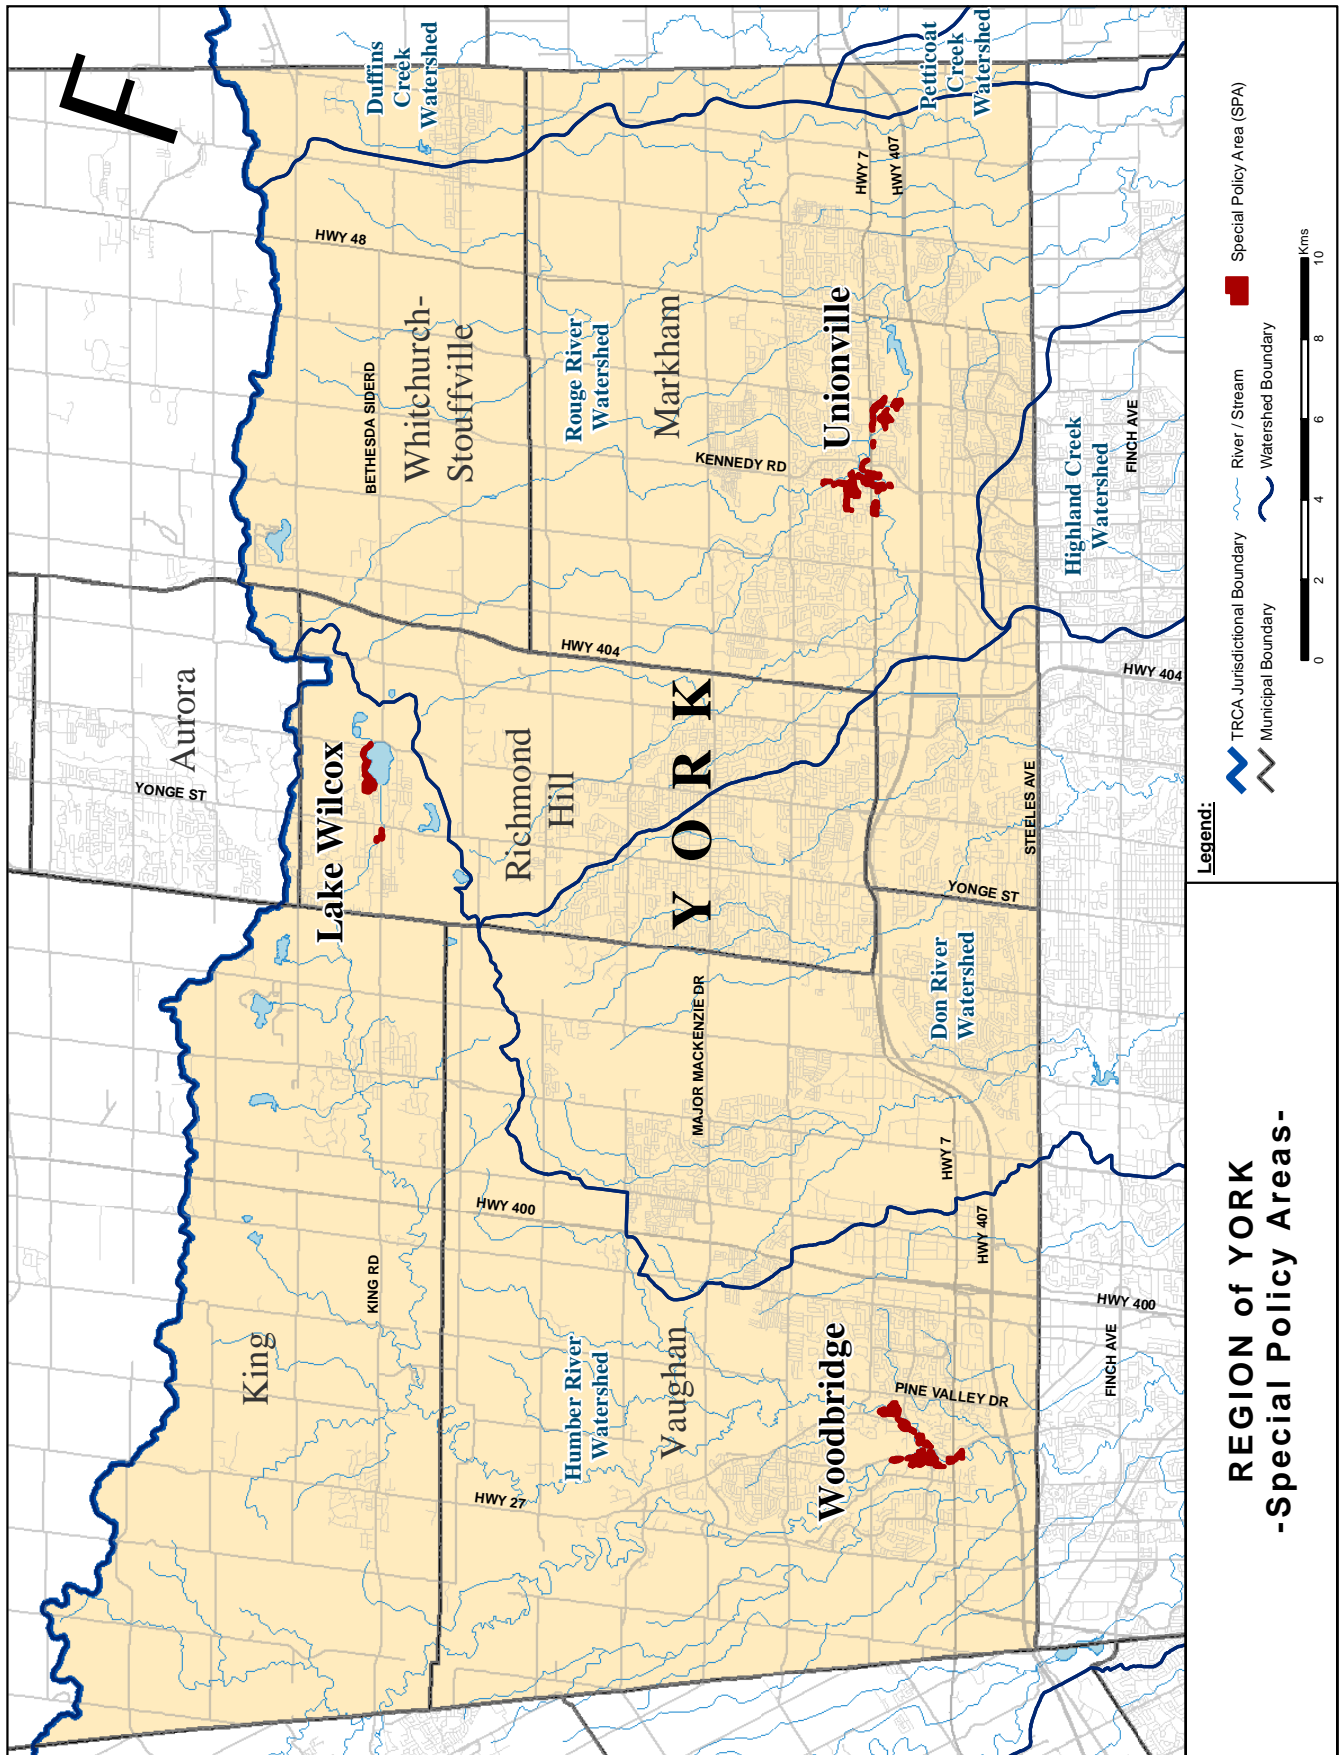 F
Duffins
Creek
Watershed
Petticoat
Creek
Watershed
HWY 7
HWY 407
HWY 48
BETHESDA SIDERD
Whitchurch-
Stouffville
Rouge River
Watershed
Markham
Unionville
KENNEDY RD
Highland Creek
Watershed
FINCH AVE
Aurora
YONGE ST
HWY 404
HWY 404
Lake Wilcox
Richmond
Hill
YORK
STEELES AVE
YONGE ST
Don River
Watershed
MAJOR MACKENZIE DR
HWY 7
HWY 407
HWY 400
KING RD
King
Humber River
Watershed
Vaughan
Woodbridge
PINE VALLEY DR
HWY 27
HWY 400
FINCH AVE
Legend:
TRCA Jurisdictional Boundary
River / Stream
Special Policy Area (SPA)
Municipal Boundary
Watershed Boundary
0 2 4 6 8 10
Kms
REGION of YORK
-Special Policy Areas-